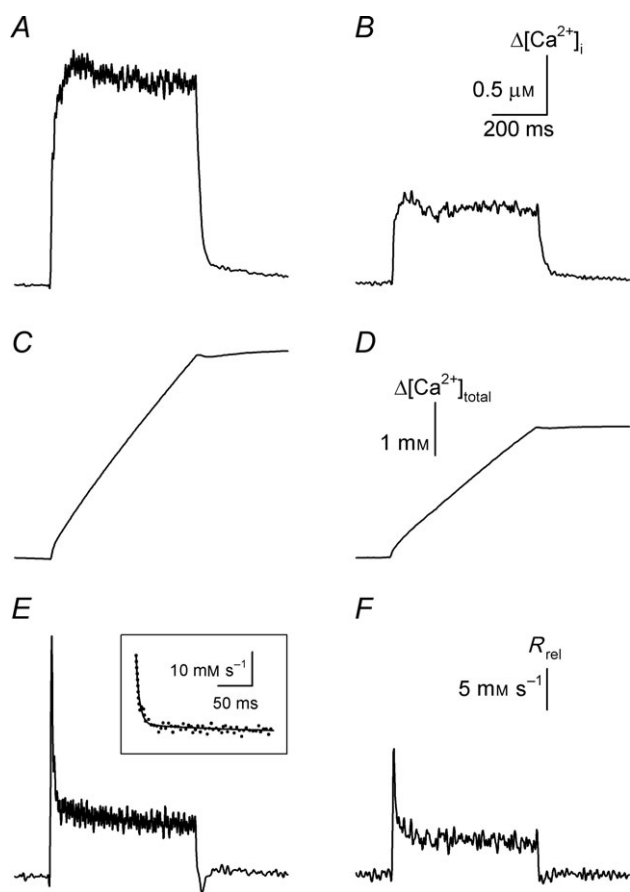 A
B
Δ[Ca²⁺]ᵢ
0.5 μM
200 ms
C
D
Δ[Ca²⁺]total
1 mM
E
10 mM s⁻¹
50 ms
F
Rrel
5 mM s⁻¹